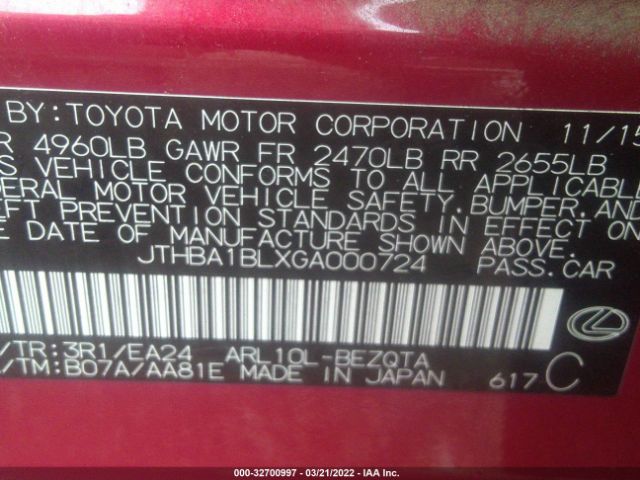 BY: TOYOTA MOTOR CORPORATION 11/15
R 4960LB GAWR FR 2470LB RR 2655LB
S VEHICLE CONFORMS TO ALL APPLICABLE
ERAL MOTOR VEHICLE SAFETY, BUMPER, AND
FT PREVENTION STANDARDS IN EFFECT ON
E DATE OF MANUFACTURE SHOWN ABOVE.
JTHBA1BLXGA000724 PASS.CAR
/TR:3R1/EA24 ARL10L-BEZQTA
/TM:B07A/AA81E MADE IN JAPAN 617 C
000-32700997 - 03/21/2022 - IAA Inc.